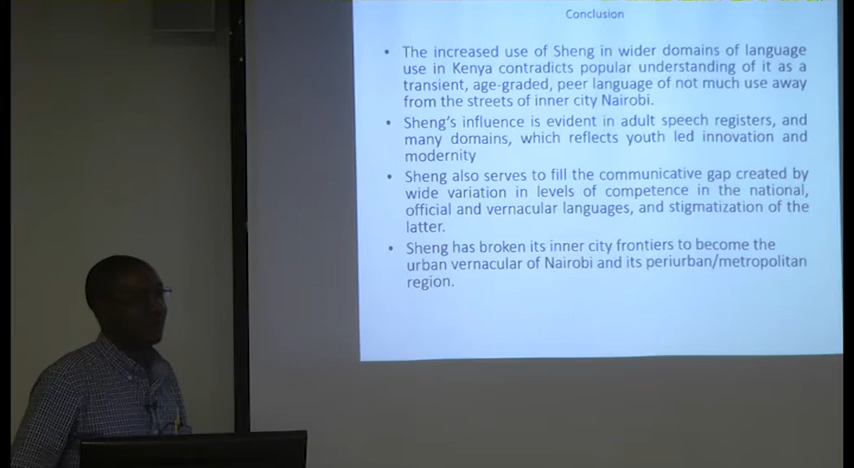 Conclusion
• The increased use of Sheng in wider domains of language
use in Kenya contradicts popular understanding of it as a
transient, age-graded, peer language of not much use away
from the streets of inner city Nairobi.
• Sheng's influence is evident in adult speech registers, and
many domains, which reflects youth led innovation and
modernity
• Sheng also serves to fill the communicative gap created by
wide variation in levels of competence in the national,
official and vernacular languages, and stigmatization of the
latter.
• Sheng has broken its inner city frontiers to become the
urban vernacular of Nairobi and its periurban/metropolitan
region.